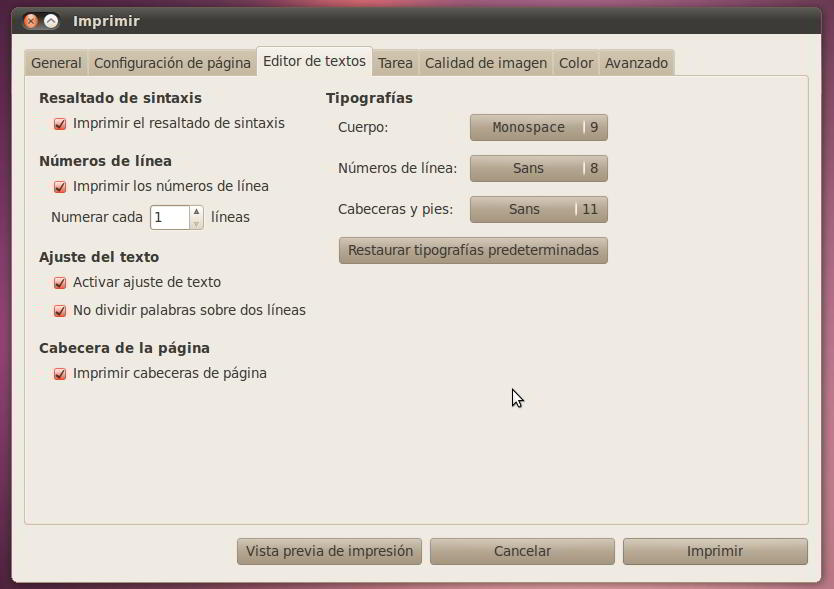 Imprimir
General Configuración de página Editor de textos Tarea Calidad de imagen Color Avanzado
Resaltado de sintaxis
Imprimir el resaltado de sintaxis
Números de línea
Imprimir los números de línea
Numerar cada 1 líneas
Ajuste del texto
Activar ajuste de texto
No dividir palabras sobre dos líneas
Cabecera de la página
Imprimir cabeceras de página
Tipografías
Cuerpo: Monospace 9
Números de línea: Sans 8
Cabeceras y pies: Sans 11
Restaurar tipografías predeterminadas
Vista previa de impresión Cancelar Imprimir